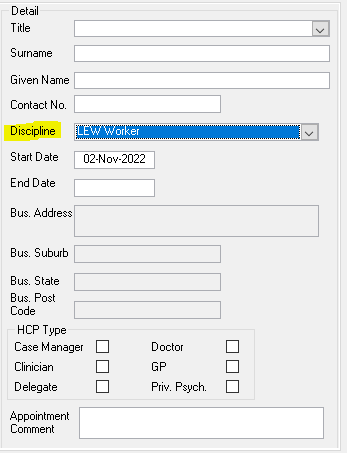 Detail
Title
Surname
Given Name
Contact No.
Discipline LEW Worker
Start Date 02-Nov-2022
End Date
Bus. Address
Bus. Suburb
Bus. State
Bus. Post
Code
HCP Type
Case Manager Doctor
Clinician GP
Delegate Priv. Psych.
Appointment
Comment